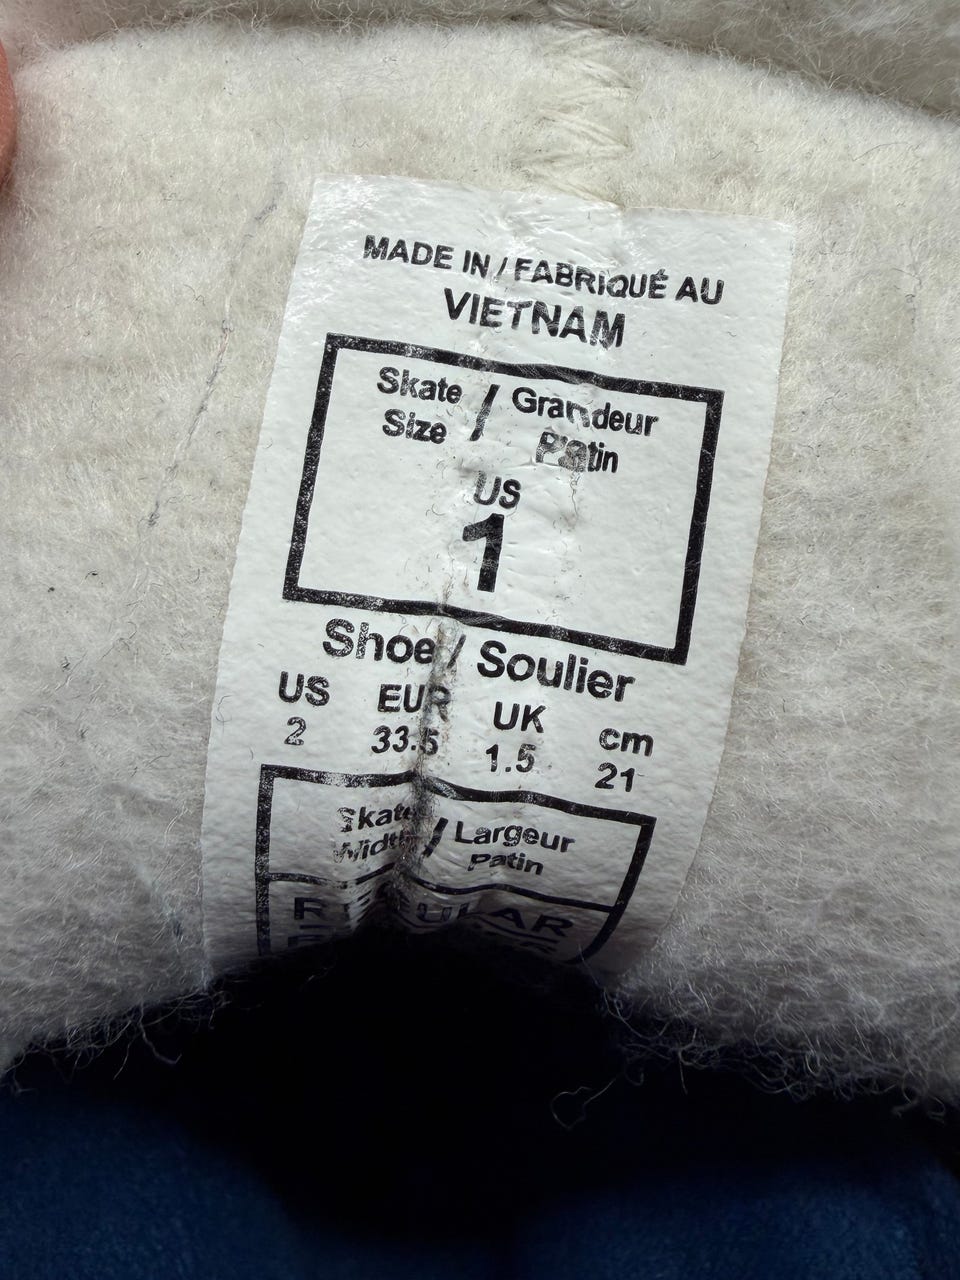 MADE IN / FABRIQUÉ AU
VIETNAM
Skate / Grandeur
Size Patin
US
1
Shoe / Soulier
US EUR UK cm
2 33.5 1.5 21
Skate / Largeur
Width Patin
REGULAR